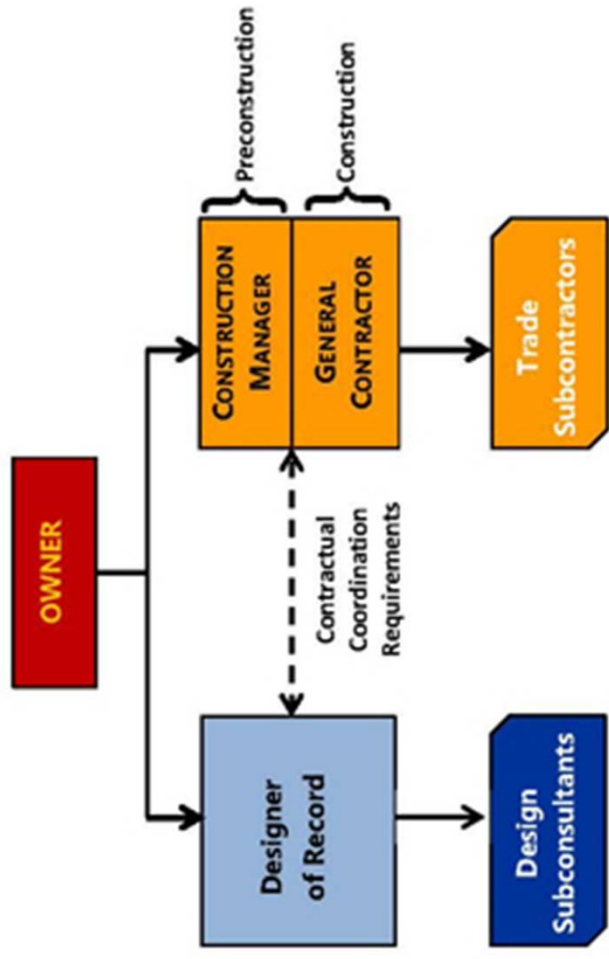 OWNER
Designer
of Record
Contractual
Coordination
Requirements
CONSTRUCTION
MANAGER
GENERAL
CONTRACTOR
Preconstruction
Construction
Design
Subconsultants
Trade
Subcontractors